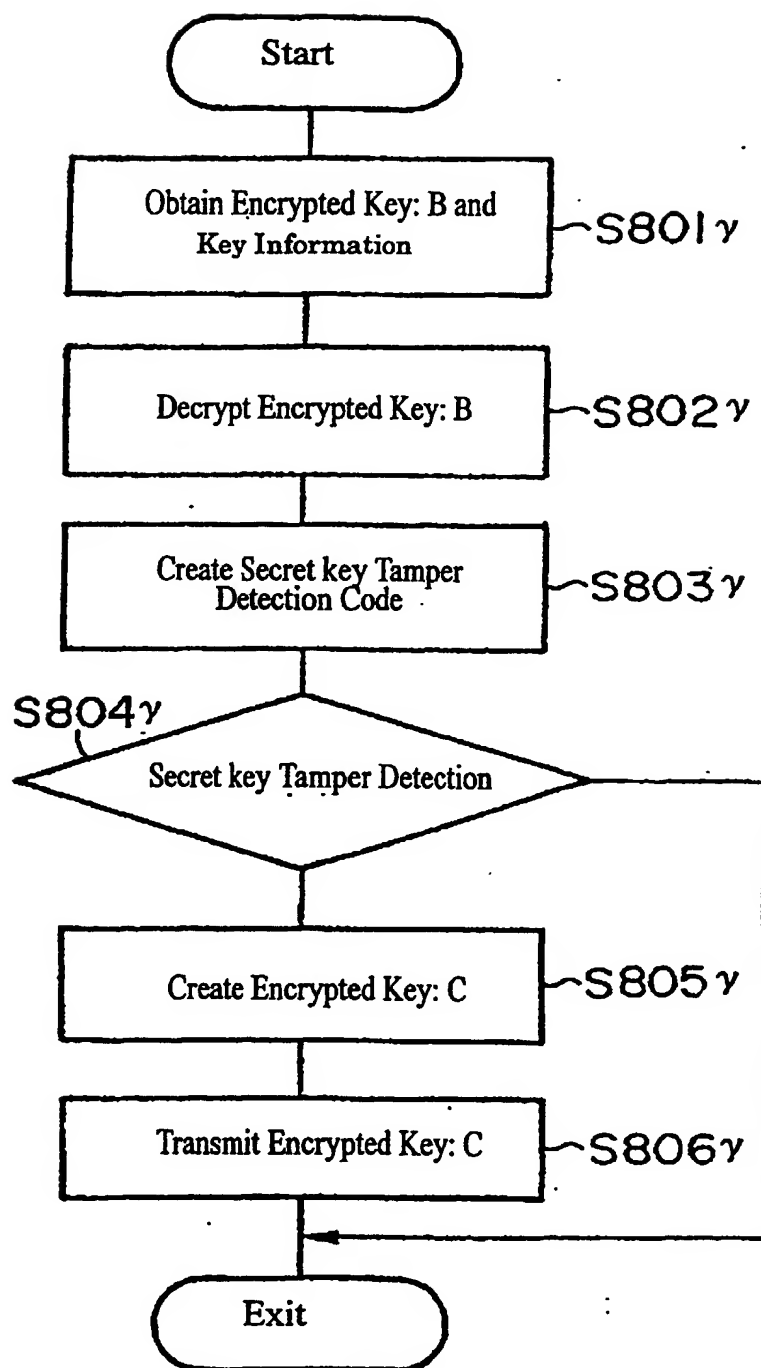 Start
Obtain Encrypted Key: B and
Key Information
S801γ
Decrypt Encrypted Key: B
S802γ
Create Secret key Tamper
Detection Code
S803γ
S804γ
Secret key Tamper Detection
Create Encrypted Key: C
S805γ
Transmit Encrypted Key: C
S806γ
Exit